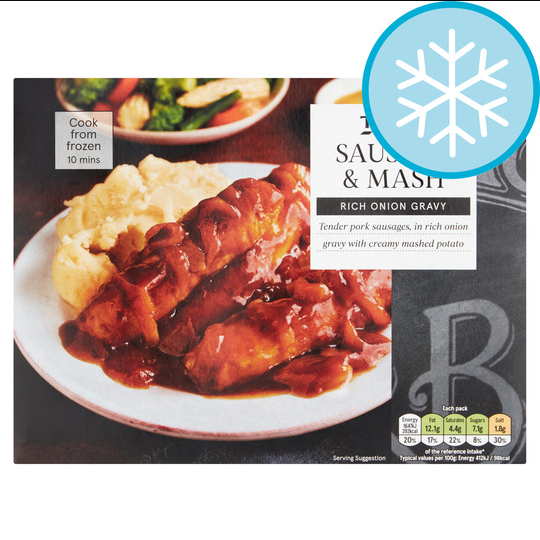 Cook
from
frozen
10 mins
& MASH
RICH ONION GRAVY
Tender pork sausages, in rich onion
gravy with creamy mashed potato
B
Each pack
Energy Fat Saturates Sugars Salt
1647kJ 392kcal 12.1g 4.4g 7.1g 1.8g
20% 17% 22% 8% 30%
of the reference intake*
Typical values per 100g: Energy 412kJ / 98kcal
Serving Suggestion